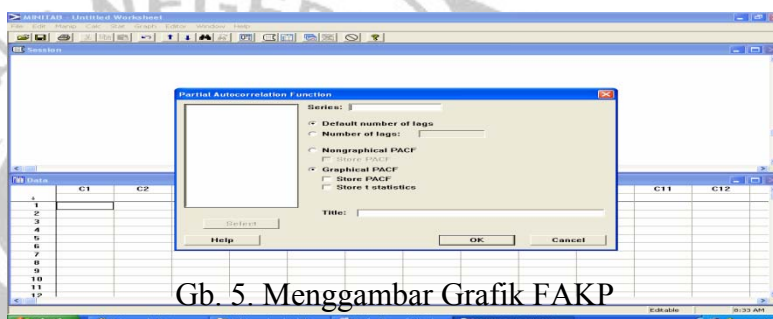 NEGER
MINITAB - Untitled Worksheet
File Edit Manip Calc Stat Graph Editor Window Help
Session
Partial Autocorrelation Function
Series:
Default number of lags
Number of lags:
Nongraphical PACF
Store PACF
Graphical PACF
Store PACF
Store t statistics
Title:
Select
Help OK Cancel
Data
C1 C2 C11 C12
1
2
3
4
5
6
7
8
9
10
11
12
Gb. 5. Menggambar Grafik FAKP
Editable 8:33 AM